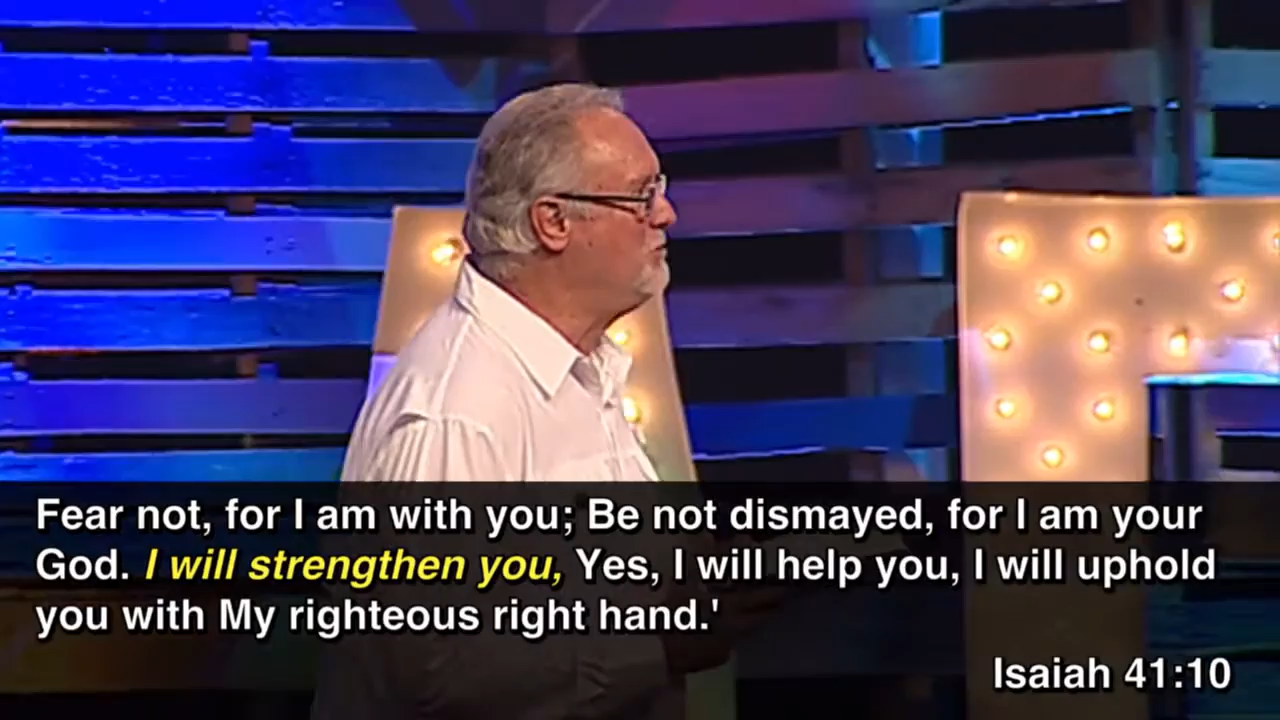 Fear not, for I am with you; Be not dismayed, for I am your
God. I will strengthen you, Yes, I will help you, I will uphold
you with My righteous right hand.'
Isaiah 41:10